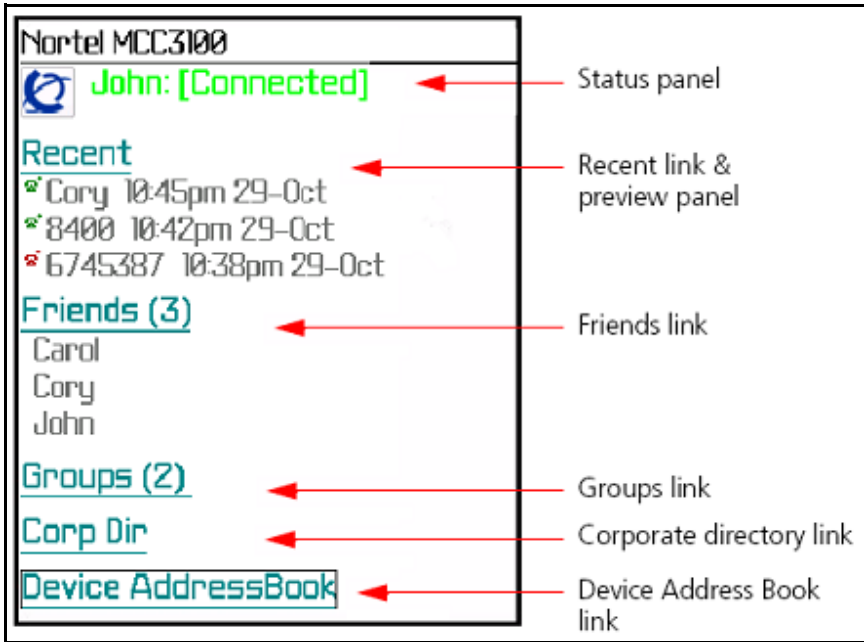 Nortel MCC3100
John: [Connected]
Status panel
Recent
Recent link &
preview panel
Cory 10:45pm 29-Oct
8400 10:42pm 29-Oct
6745387 10:38pm 29-Oct
Friends (3)
Friends link
Carol
Cory
John
Groups (2)
Groups link
Corp Dir
Corporate directory link
Device AddressBook
Device Address Book
link